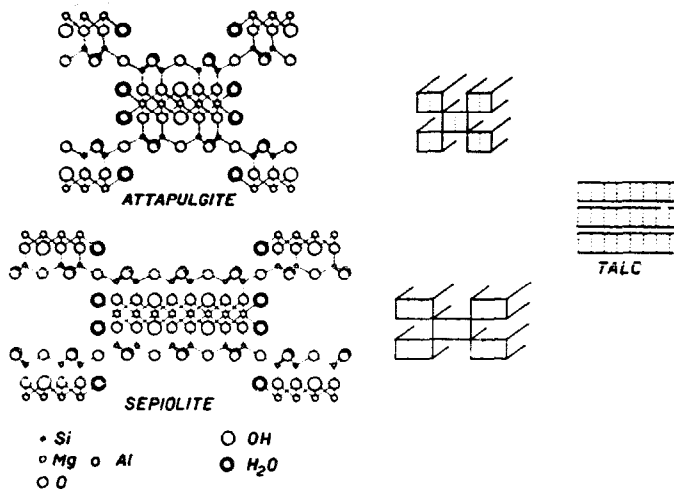 ATTAPULGITE
TALC
SEPIOLITE
Si
Mg Al
O
OH
H₂O